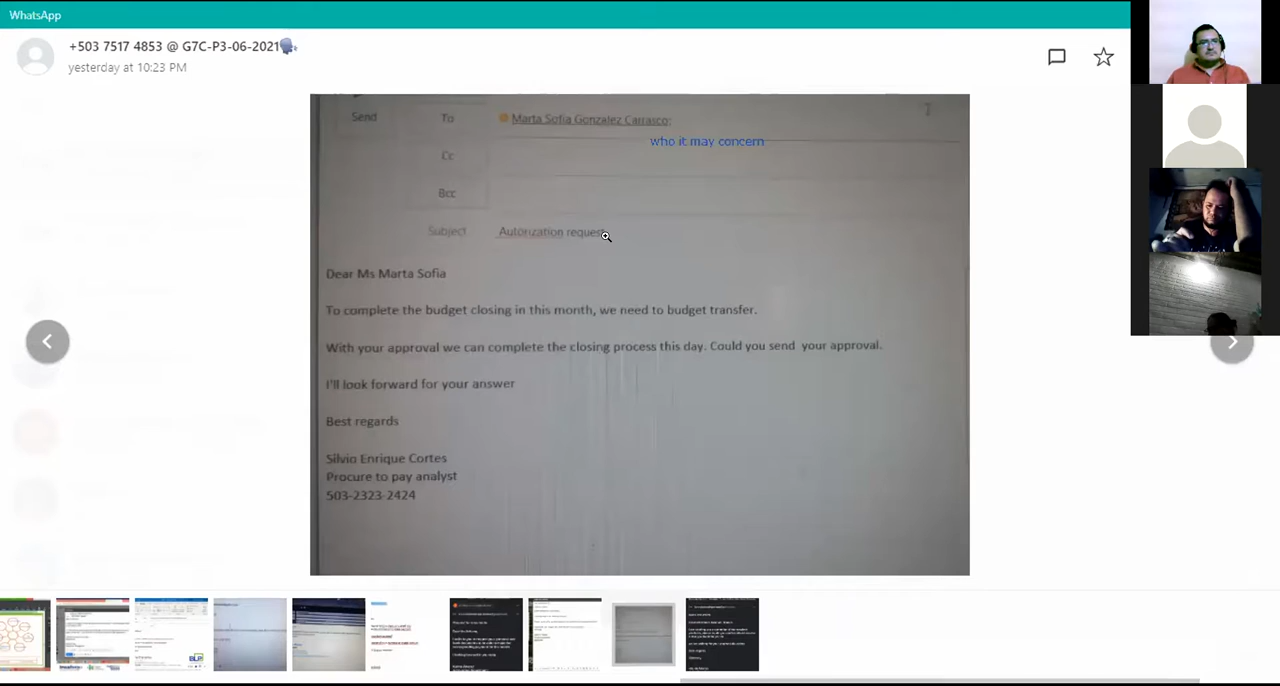 WhatsApp
+503 7517 4853 @ G7C-P3-06-2021
yesterday at 10:23 PM
Send
To
Marta Sofia Gonzalez Carrasco;
who it may concern
Cc
Bcc
Subject
Autorization request
Dear Ms Marta Sofia
To complete the budget closing in this month, we need to budget transfer.
With your approval we can complete the closing process this day. Could you send your approval.
I'll look forward for your answer
Best regards
Silvio Enrique Cortes
Procure to pay analyst
503-2323-2424
BLP